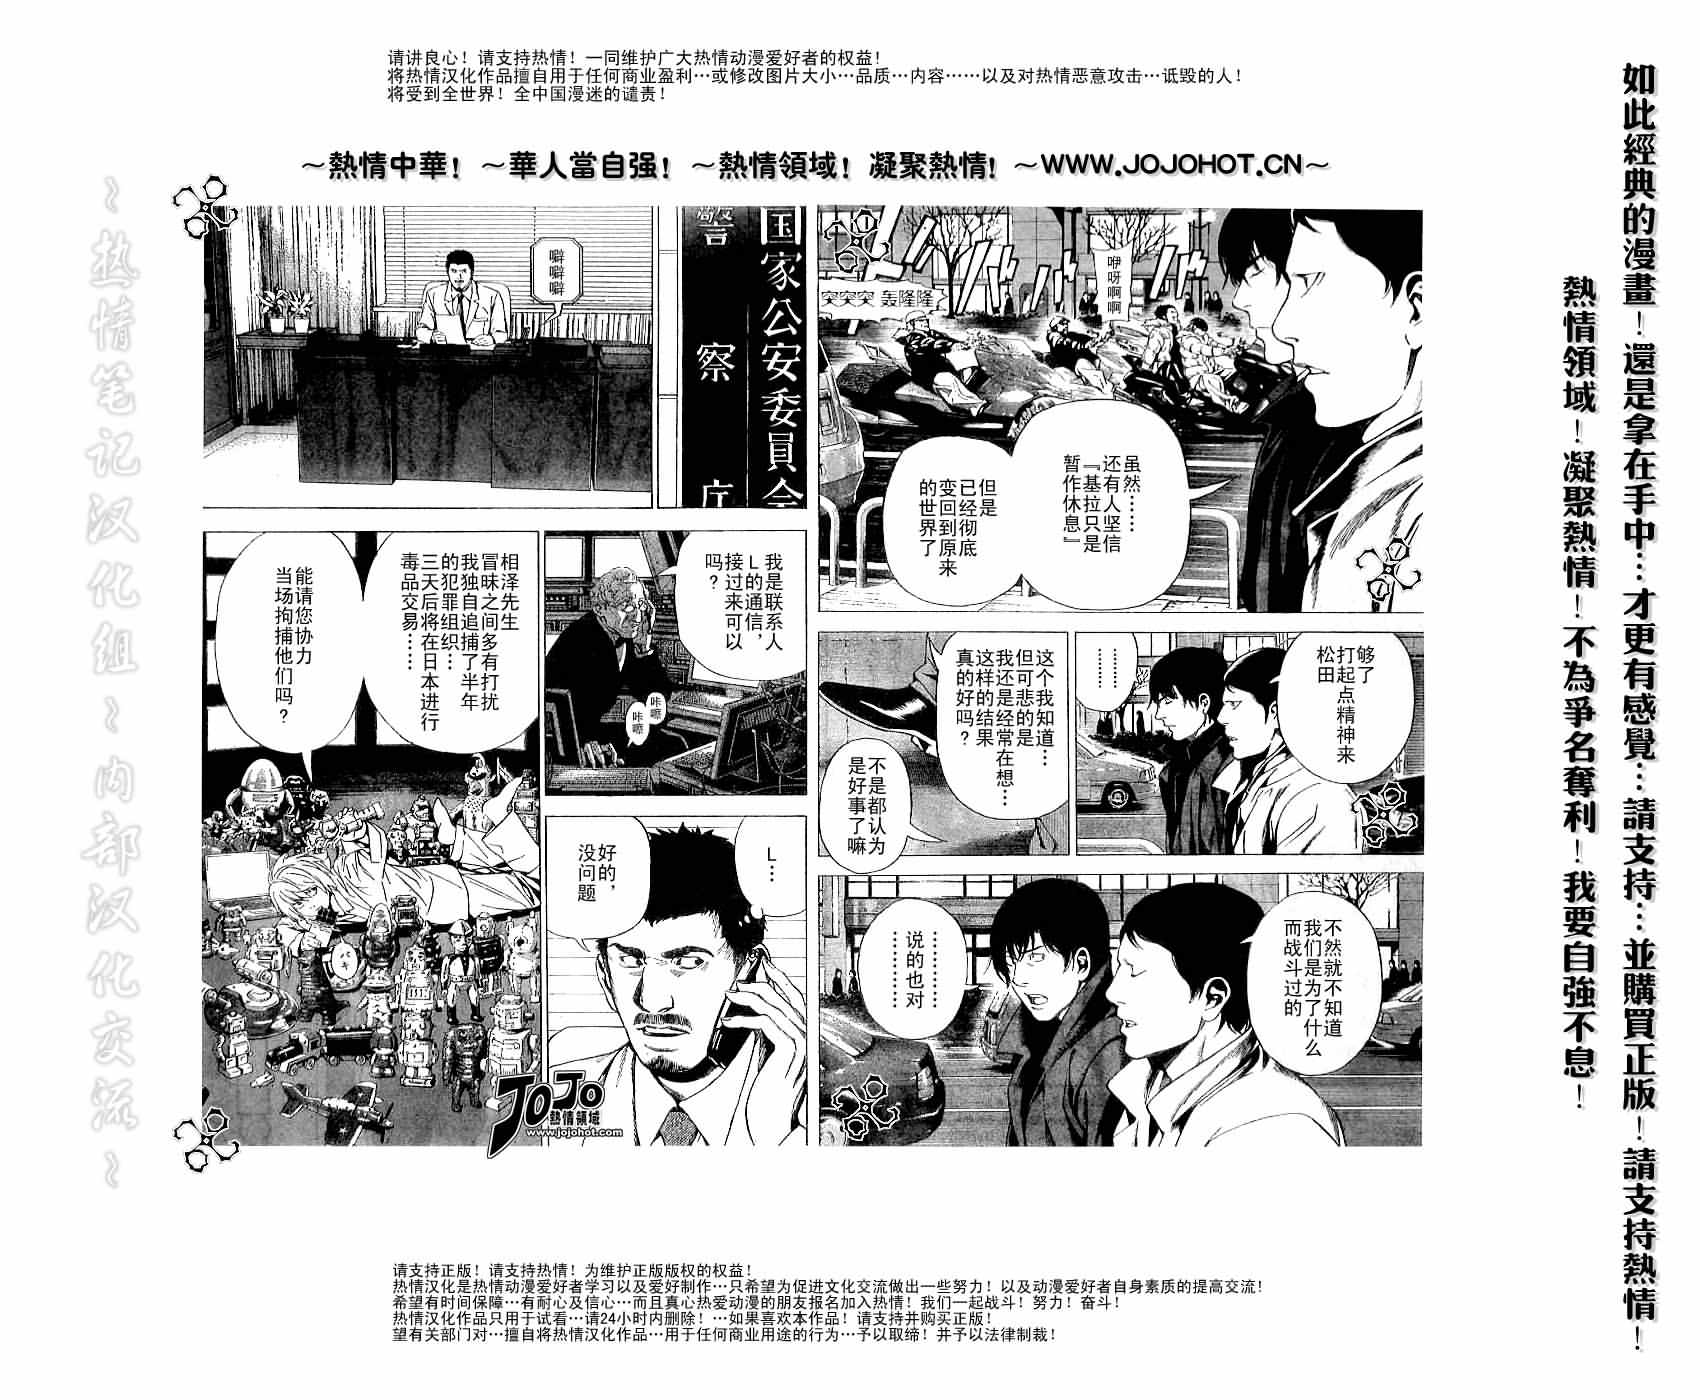 请讲良心！请支持热情！一同维护广大热情动漫爱好者的权益！
将热情汉化作品擅自用于任何商业盈利…或修改图片大小…品质…内容……以及对热情恶意攻击…诋毁的人！
将受到全世界！全中国漫迷的谴责！
～熱情中華！～華人當自强！～熱情領域！凝聚熱情！～WWW.JOJOHOT.CN～
如此經典的漫畫！還是拿在手中…才更有感覺…請支持…並購買正版！請支持熱情！
熱情領域！凝聚熱情！不為爭名奪利！我要自強不息！
～热情笔记汉化组～内部汉化交流～
咿呀啊啊
突突突 轰隆隆
虽然……
还有人坚信
『基拉只是
暂作休息』
但是
已经彻底
变回到原来
的世界了
够了
打起点精神来
松田
………
这个我知道…
但可悲的是
我还是经常在想…
这样的结果
真的好吗？
不是都认为
是好事了嘛
不然就不知道
我们是为了什么
而战斗过的
…………
说的也对
…………
国家公安委員会
警察庁
噼噼噼
我是联系人
L的通信，
接过来可以
吗？
咔嚓
咔嚓
L…
好的，
没问题
相泽先生
冒昧之间多有打扰
我独自追捕了半年
的犯罪组织…
三天后将在日本进行
毒品交易……
能请您协力
当场拘捕他们吗？
JOJO
熱情領域
www.jojohot.com
请支持正版！请支持热情！为维护正版版权的权益！
热情汉化是热情动漫爱好者学习以及爱好制作…只希望为促进文化交流做出一些努力！以及动漫爱好者自身素质的提高交流！
希望有时间保障…有耐心及信心…而且真心热爱动漫的朋友报名加入热情！我们一起战斗！努力！奋斗！
热情汉化作品只用于试看…请24小时内删除！…如果喜欢本作品！请支持并购买正版！
望有关部门对…擅自将热情汉化作品…用于任何商业用途的行为…予以取缔！并予以法律制裁！